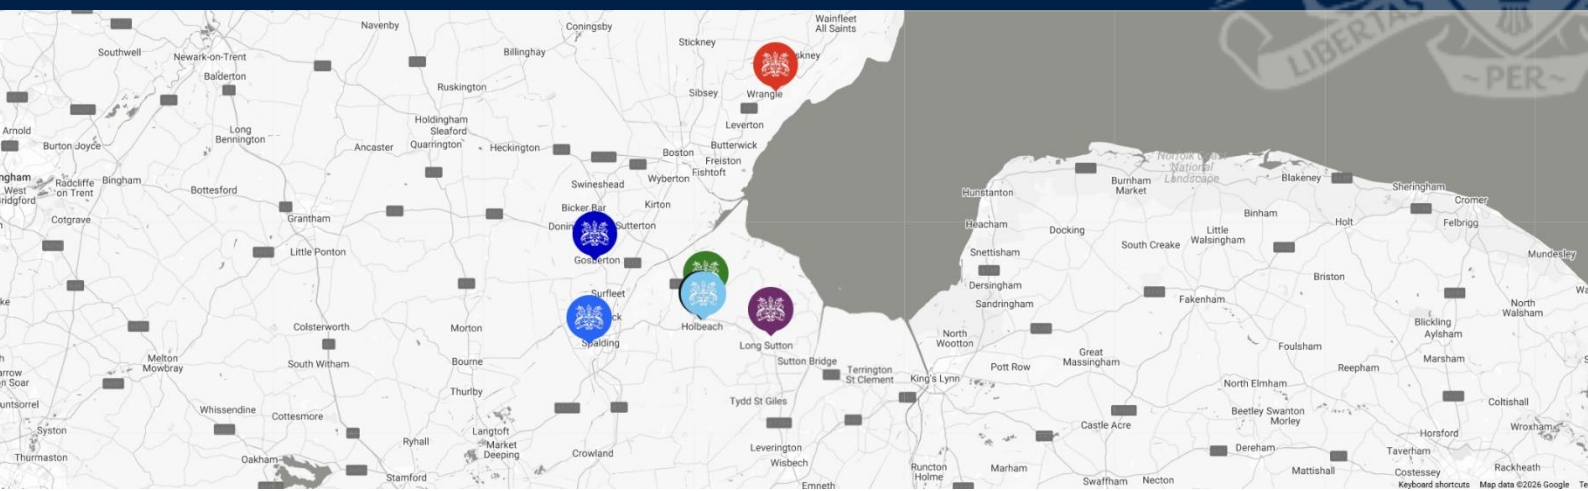 LIBERTAS
~PER~
Wainfleet
All Saints
Navenby
Coningsby
Stickney
Southwell
Newark-on-Trent
Billinghay
Balderton
Ruskington
Sibsey
Wrangle
Holdingham
Sleaford
Leverton
Arnold
Long
Bennington
Burton Joyce
Ancaster
Quarrington
Heckington
Boston
Butterwick
Freiston
Fishtoft
Norfolk Coast
National
Landscape
West
Radcliffe
on Trent
Bingham
Bottesford
Swineshead
Wyberton
Hunstanton
Burnham
Market
Blakeney
Sheringham
Cromer
Cotgrave
Grantham
Bicker Bar
Kirton
Sutterton
Heacham
Docking
Binham
Little
Walsingham
Holt
Felbrigg
Little Ponton
Gosberton
Snettisham
South Creake
Mundesley
Dersingham
Briston
Surfleet
Sandringham
Fakenham
North
Walsham
Colsterworth
Morton
Spalding
Holbeach
Long Sutton
North
Wootton
Blickling
Aylsham
Melton
Mowbray
South Witham
Bourne
Sutton Bridge
Great
Massingham
Foulsham
Marsham
Thurlby
Terrington
St Clement
King's Lynn
Pott Row
Reepham
North Elmham
Whissendine
Cottesmore
Tydd St Giles
Beetley Swanton
Morley
Coltishall
Syston
Ryhall
Langtoft
Market
Deeping
Castle Acre
Horsford
Wroxham
Thurmaston
Oakham
Crowland
Leverington
Wisbech
Dereham
Taverham
Stamford
Emneth
Runcton
Holme
Marham
Swaffham
Necton
Mattishall
Costessey
Rackheath
Keyboard shortcuts
Map data ©2026 Google